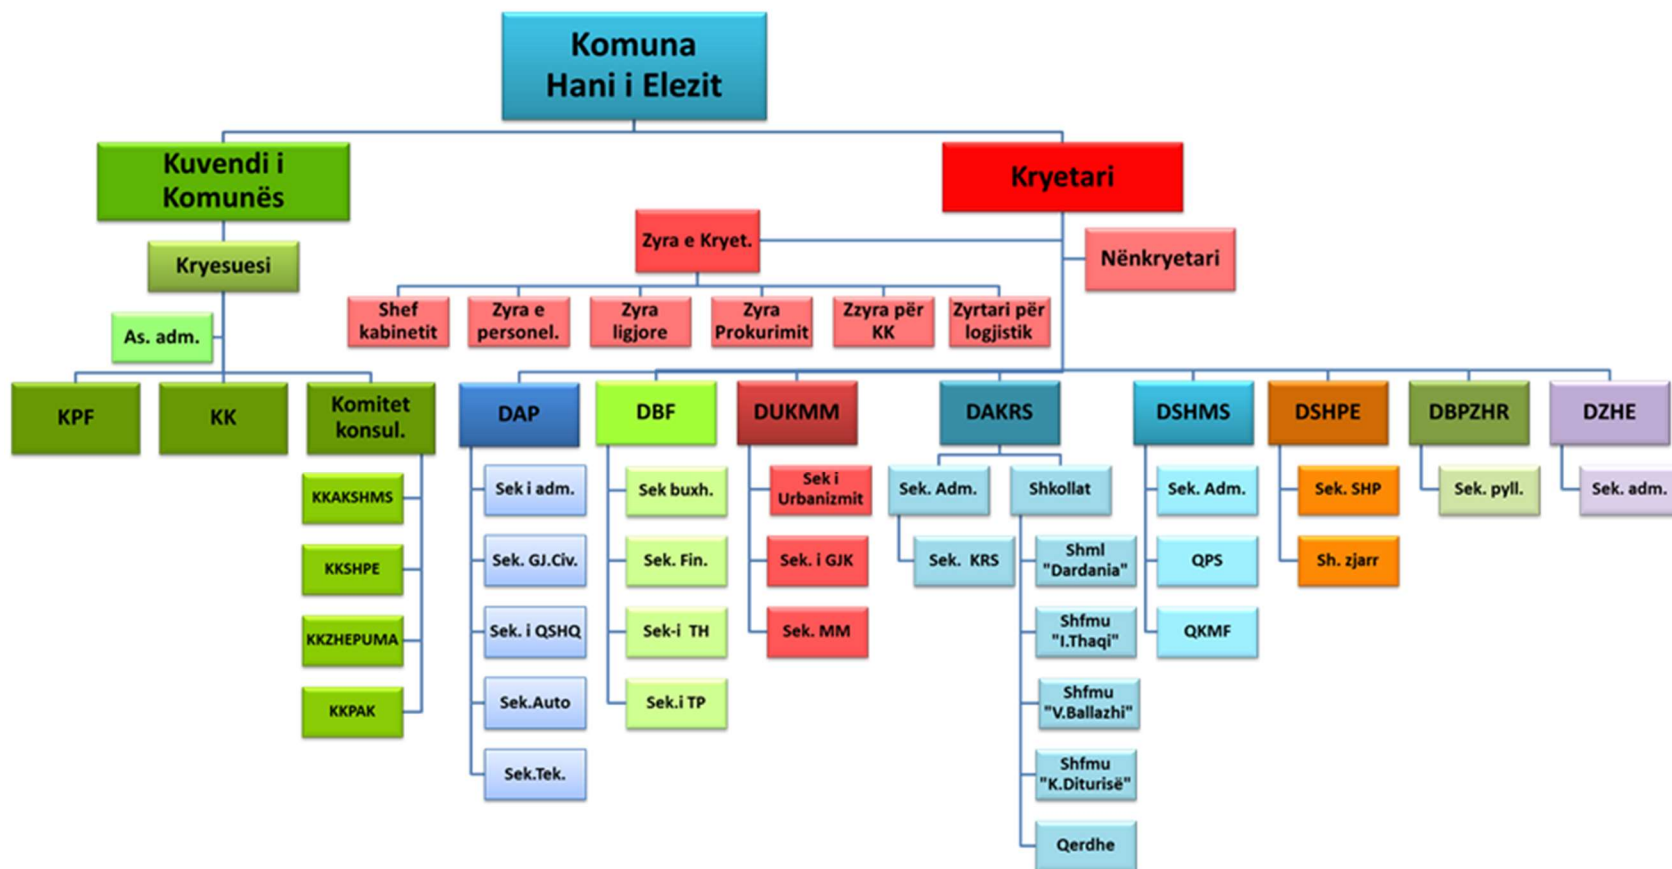 Komuna
Hani i Elezit
Kuvendi i
Komunës
Kryetari
Zyra e Kryet.
Nënkryetari
Kryesuesi
Shef
kabinetit
Zyra e
personel.
Zyra
ligjore
Zyra
Prokurimit
Zzyra për
KK
Zyrtari për
logjistik
As. adm.
KPF
KK
Komitet
konsul.
DAP
DBF
DUKMM
DAKRS
DSHMS
DSHPE
DBPZHR
DZHE
KKAKSHMS
KKSHPE
KKZHEPUMA
KKPAK
Sek i adm.
Sek. GJ.Civ.
Sek. i QSHQ
Sek.Auto
Sek.Tek.
Sek buxh.
Sek. Fin.
Sek-i TH
Sek.i TP
Sek i
Urbanizmit
Sek. i GJK
Sek. MM
Sek. Adm.
Sek. KRS
Shkollat
Shml
"Dardania"
Shfmu
"I.Thaqi"
Shfmu
"V.Ballazhi"
Shfmu
"K.Diturisë"
Qerdhe
Sek. Adm.
QPS
QKMF
Sek. SHP
Sh. zjarr
Sek. pyll.
Sek. adm.